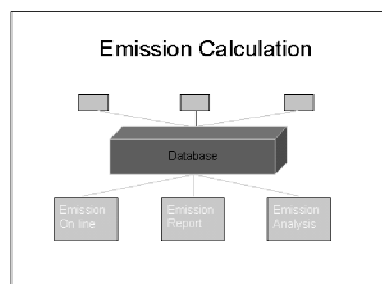 Emission Calculation
Database
Emission
On line
Emission
Report
Emission
Analysis